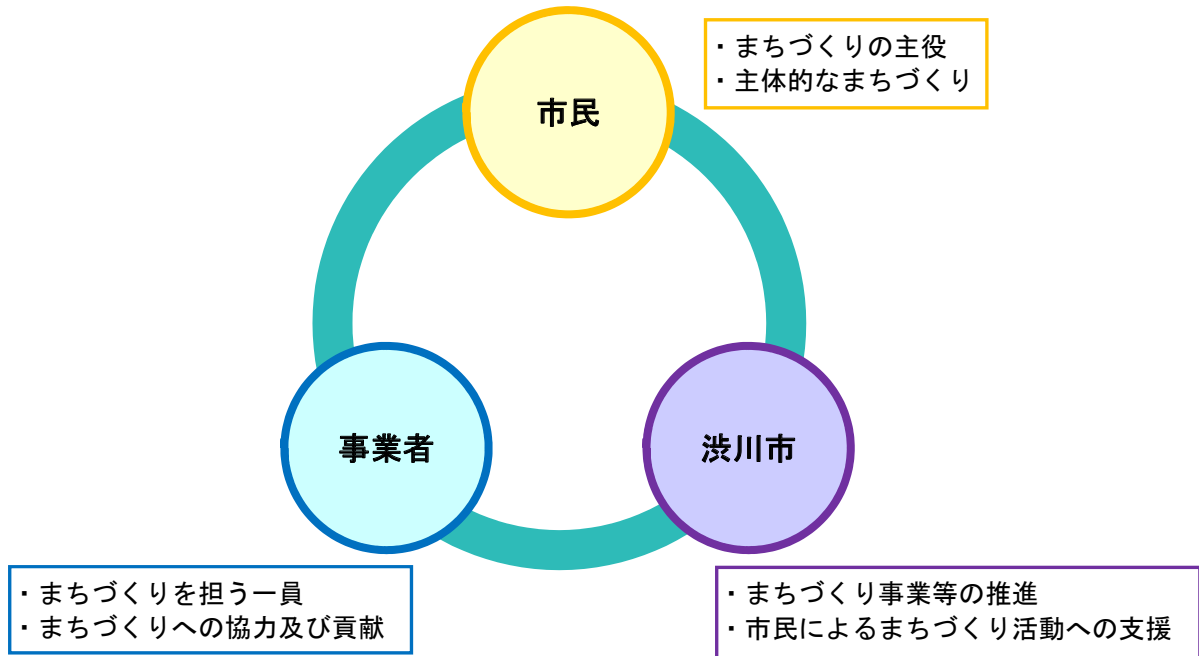 市民
・まちづくりの主役
・主体的なまちづくり
事業者
・まちづくりを担う一員
・まちづくりへの協力及び貢献
渋川市
・まちづくり事業等の推進
・市民によるまちづくり活動への支援